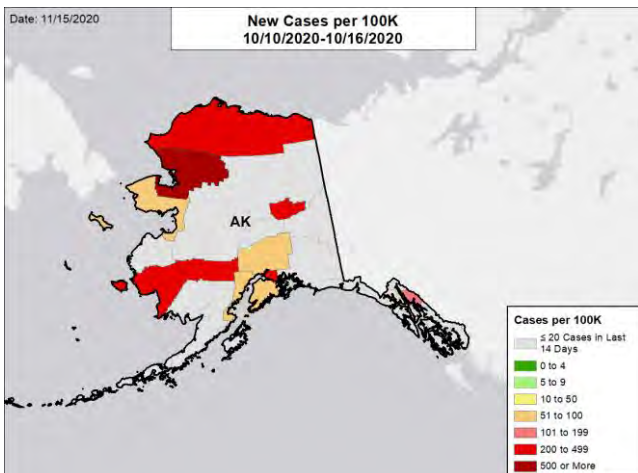 Date: 11/15/2020
New Cases per 100K
10/10/2020-10/16/2020
AK
Cases per 100K
≤ 20 Cases in Last
14 Days
0 to 4
5 to 9
10 to 50
51 to 100
101 to 199
200 to 499
500 or More